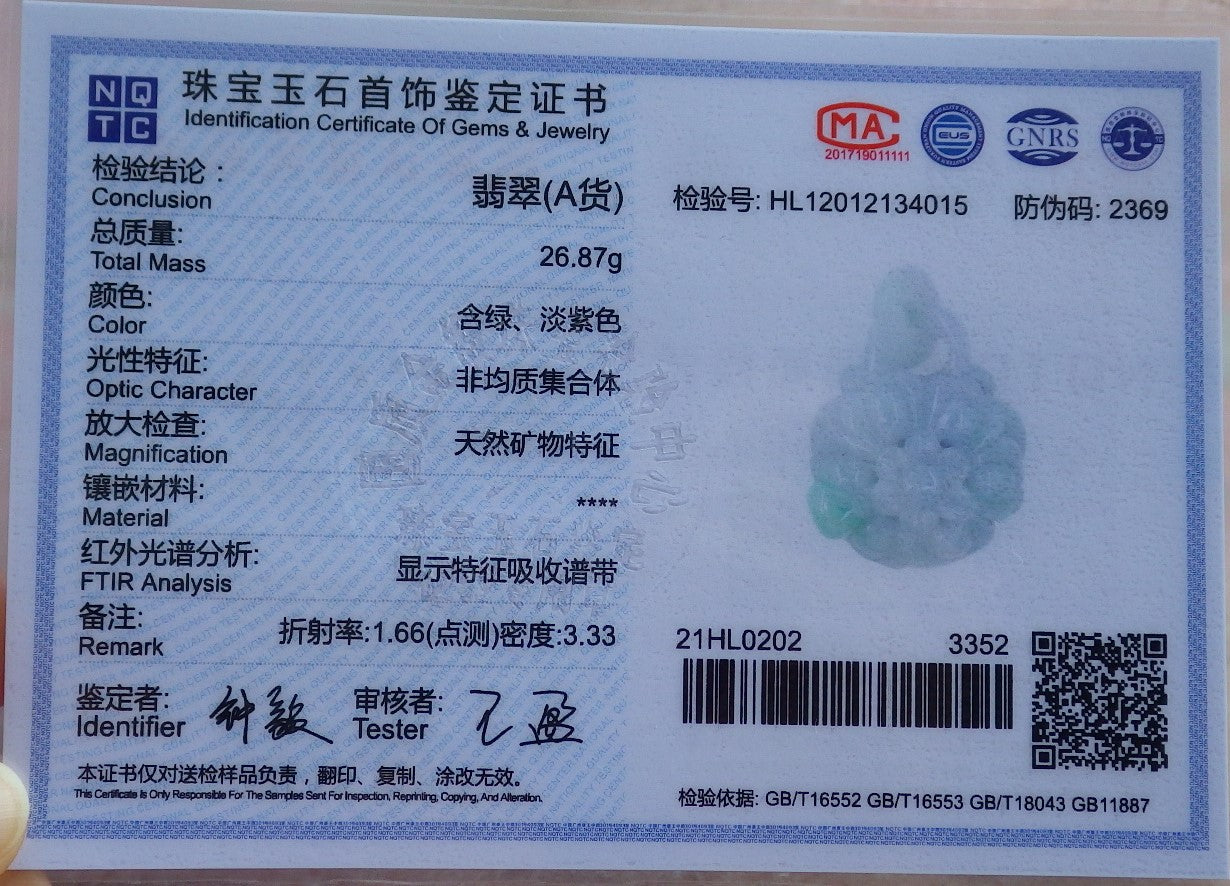 NQ
TC
珠宝玉石首饰鉴定证书
Identification Certificate Of Gems & Jewelry
检验结论：
Conclusion
翡翠(A货)
总质量:
Total Mass
26.87g
颜色:
Color
含绿、淡紫色
光性特征:
Optic Character
非均质集合体
放大检查:
Magnification
天然矿物特征
镶嵌材料:
Material
****
红外光谱分析:
FTIR Analysis
显示特征吸收谱带
备注:
Remark
折射率:1.66(点测)密度:3.33
鉴定者:
Identifier
审核者:
Tester
本证书仅对送检样品负责，翻印、复制、涂改无效。
This Certificate Is Only Responsible For The Samples Sent For Inspection, Reprinting, Copying, And Alteration.
MA
201719011111
EUS
GNRS
检验号: HL12012134015
防伪码: 2369
21HL0202
3352
检验依据: GB/T16552 GB/T16553 GB/T18043 GB11887